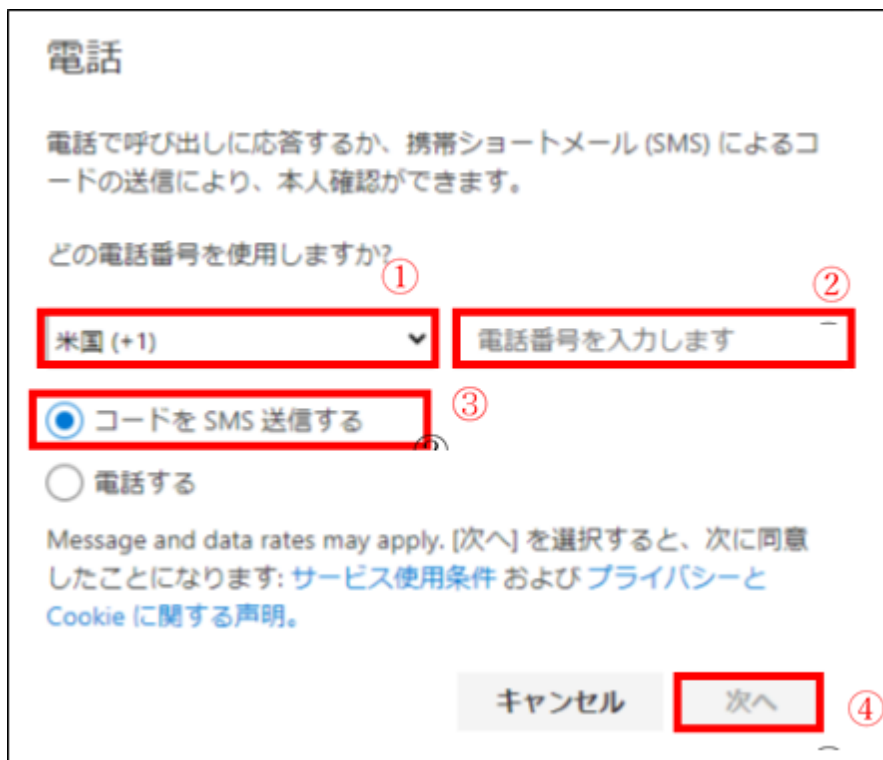 電話
電話で呼び出しに応答するか、携帯ショートメール (SMS) によるコ
ードの送信により、本人確認ができます。
どの電話番号を使用しますか?
① ②
米国 (+1) 電話番号を入力します
コードを SMS 送信する ③
電話する
Message and data rates may apply. [次へ] を選択すると、次に同意
したことになります: サービス使用条件 および プライバシーと
Cookie に関する声明。
キャンセル 次へ ④